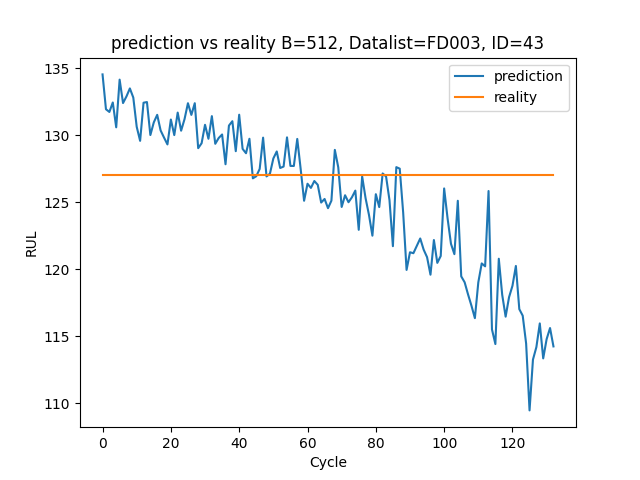 prediction vs reality B=512, Datalist=FD003, ID=43
prediction
reality
RUL
135
130
125
120
115
110
0
20
40
60
80
100
120
Cycle